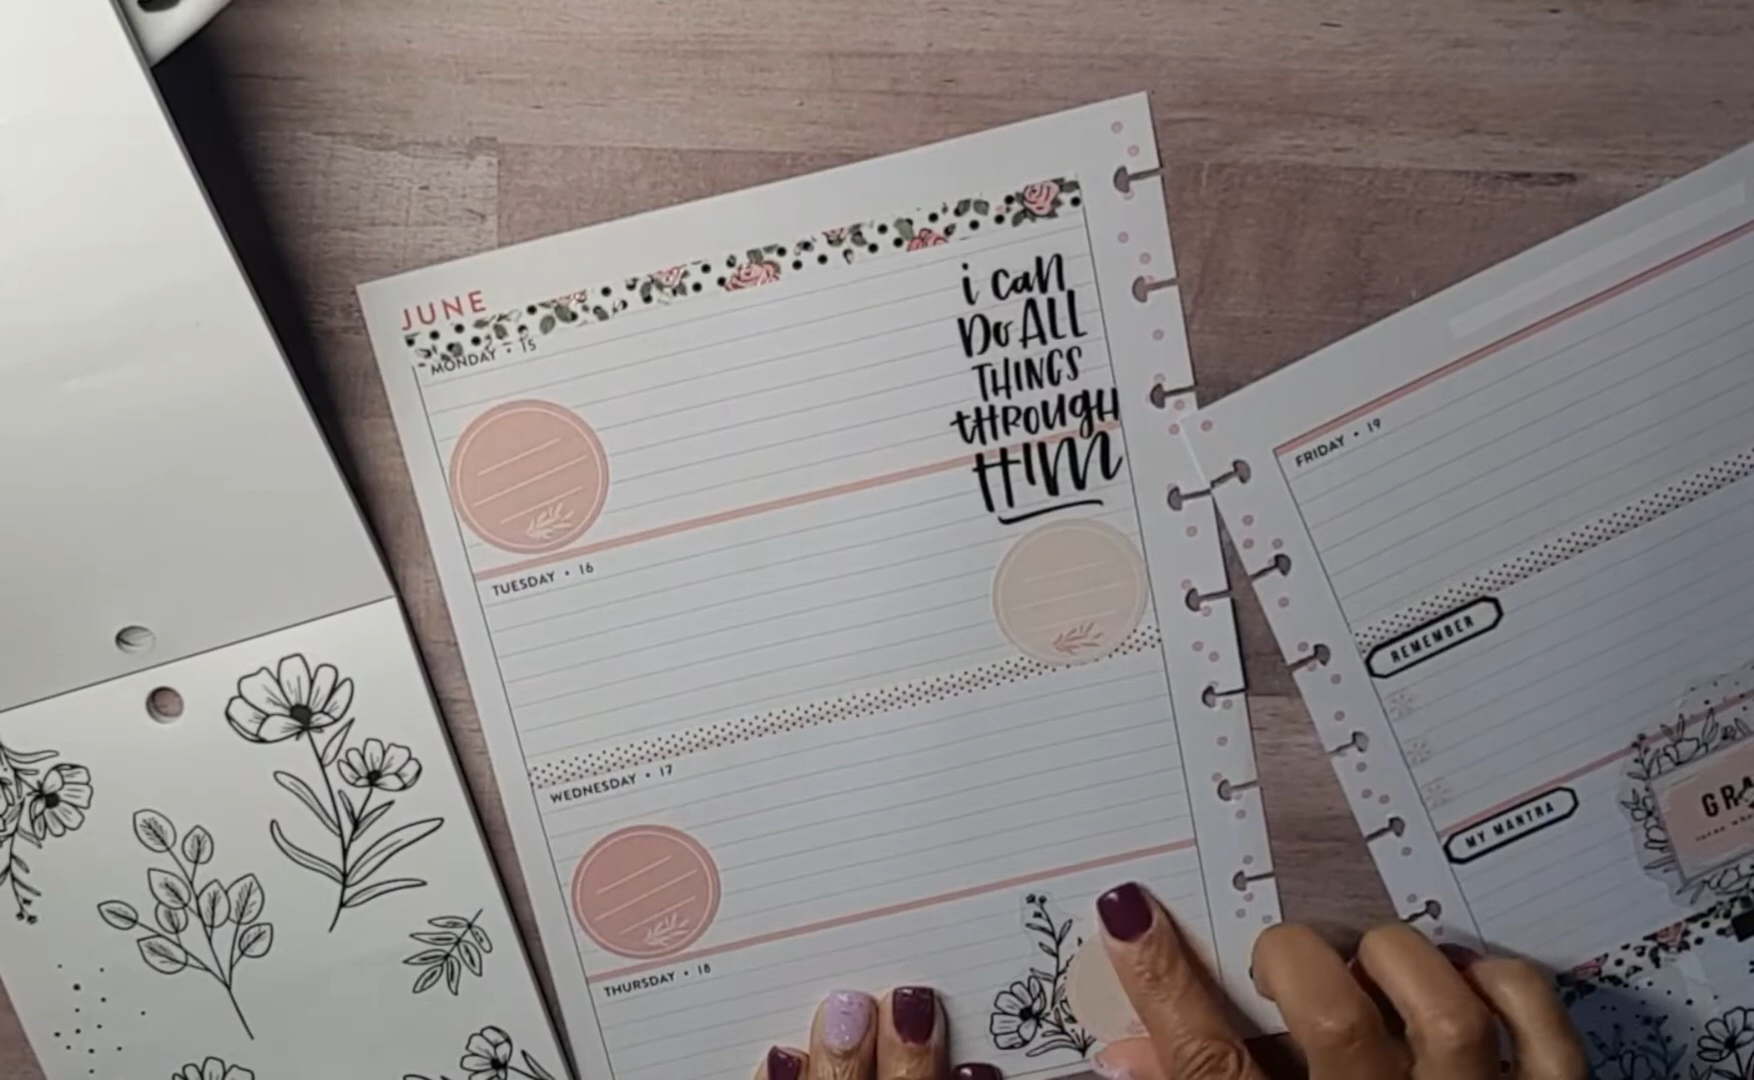 JUNE
MONDAY • 15
i can
Do ALL
THINGS
tHROUGH
HIM
TUESDAY • 16
WEDNESDAY • 17
THURSDAY • 18
FRIDAY • 19
REMEMBER
MY MANTRA